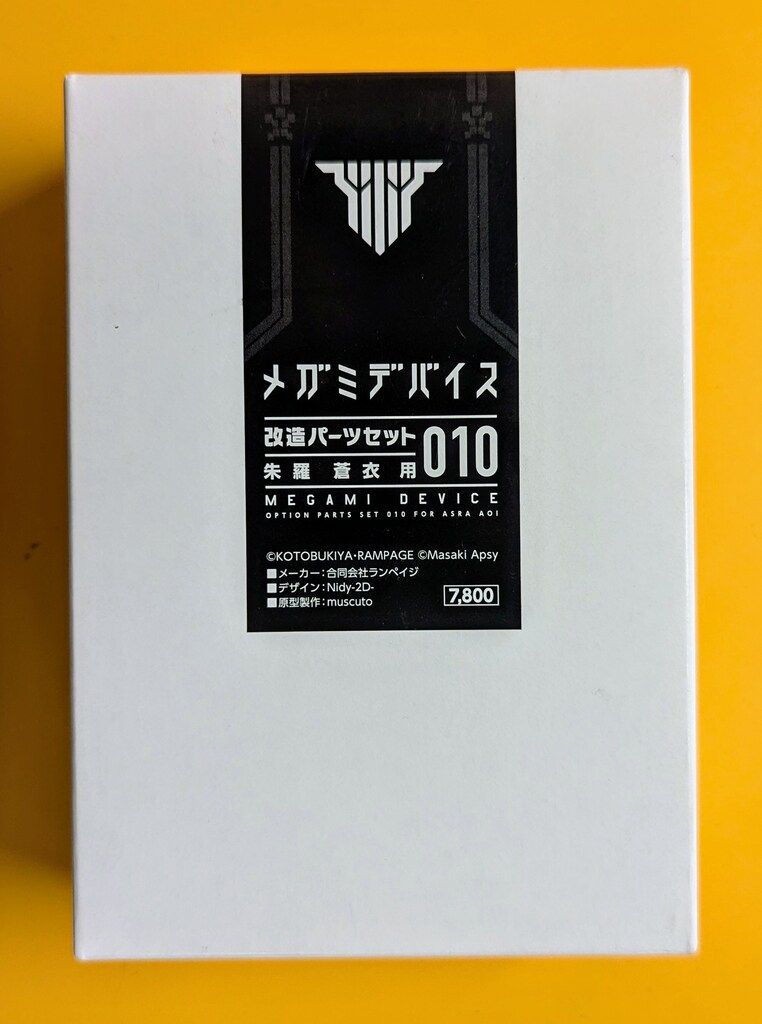 メガミデバイス
改造パーツセット 010
朱羅 蒼衣 用
MEGAMI DEVICE
OPTION PARTS SET 010 FOR ASRA AOI
©KOTOBUKIYA・RAMPAGE ©Masaki Apsy
■メーカー：合同会社ランペイジ
■デザイン：Nidy-2D-
■原型製作：muscuto
7,800